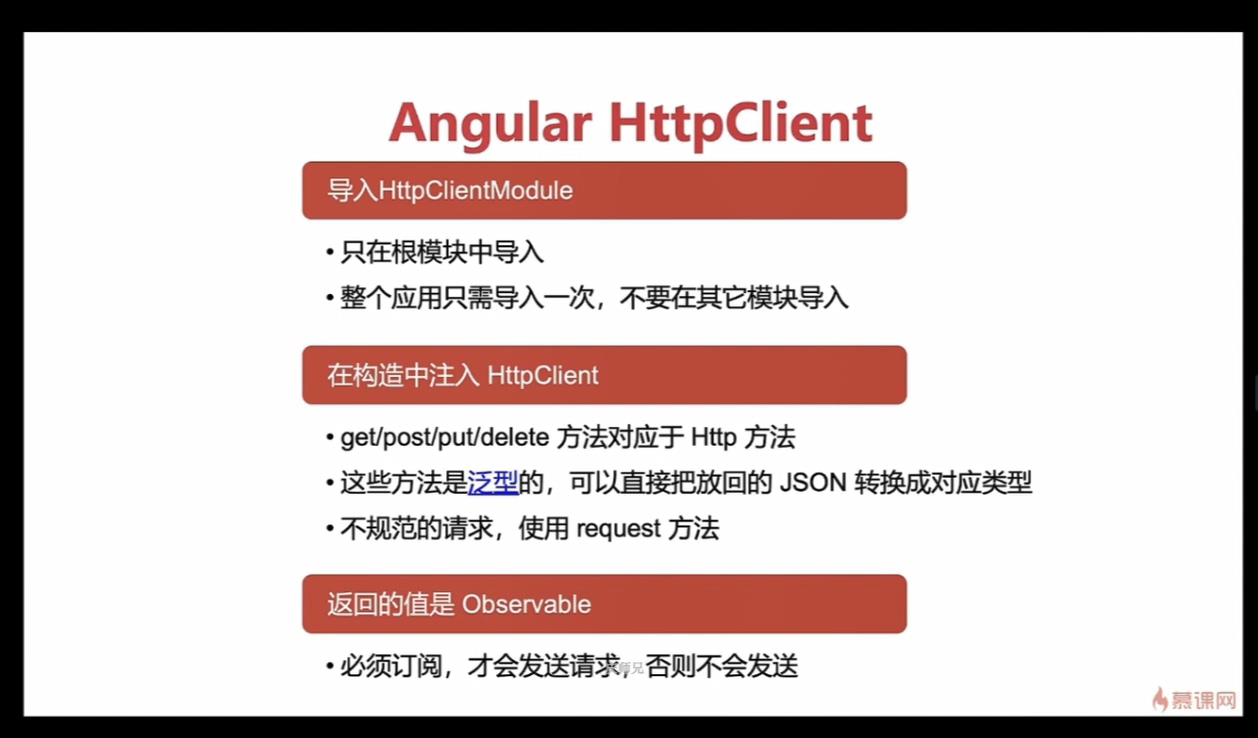 Angular HttpClient
导入HttpClientModule
• 只在根模块中导入
• 整个应用只需导入一次，不要在其它模块导入
在构造中注入 HttpClient
• get/post/put/delete 方法对应于 Http 方法
• 这些方法是泛型的，可以直接把放回的 JSON 转换成对应类型
• 不规范的请求，使用 request 方法
返回的值是 Observable
• 必须订阅，才会发送请求，否则不会发送
慕课网